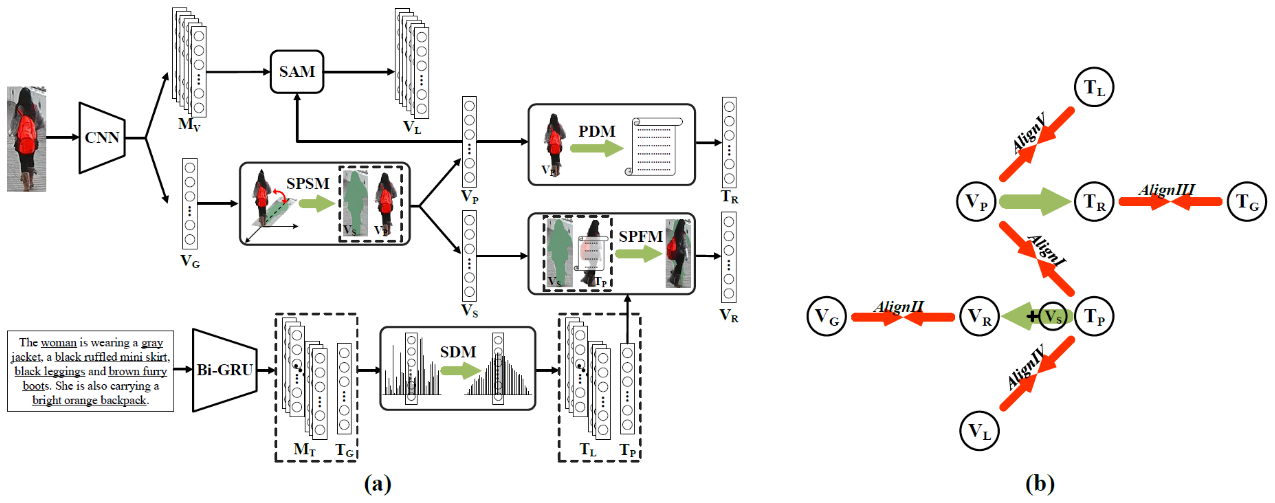 CNN
M_V
SAM
V_L
V_G
SPSM
V_S
V_P
V_P
V_S
PDM
V_P
T_R
SPFM
V_S
T_P
V_R
The woman is wearing a gray
jacket, a black ruffled mini skirt,
black leggings and brown furry
boots. She is also carrying a
bright orange backpack.
Bi-GRU
M_T
T_G
SDM
T_L
T_P
(a)
T_L
AlignV
V_P
T_R
AlignIII
T_G
AlignI
V_G
AlignII
V_R
+
V_S
T_P
AlignIV
V_L
(b)